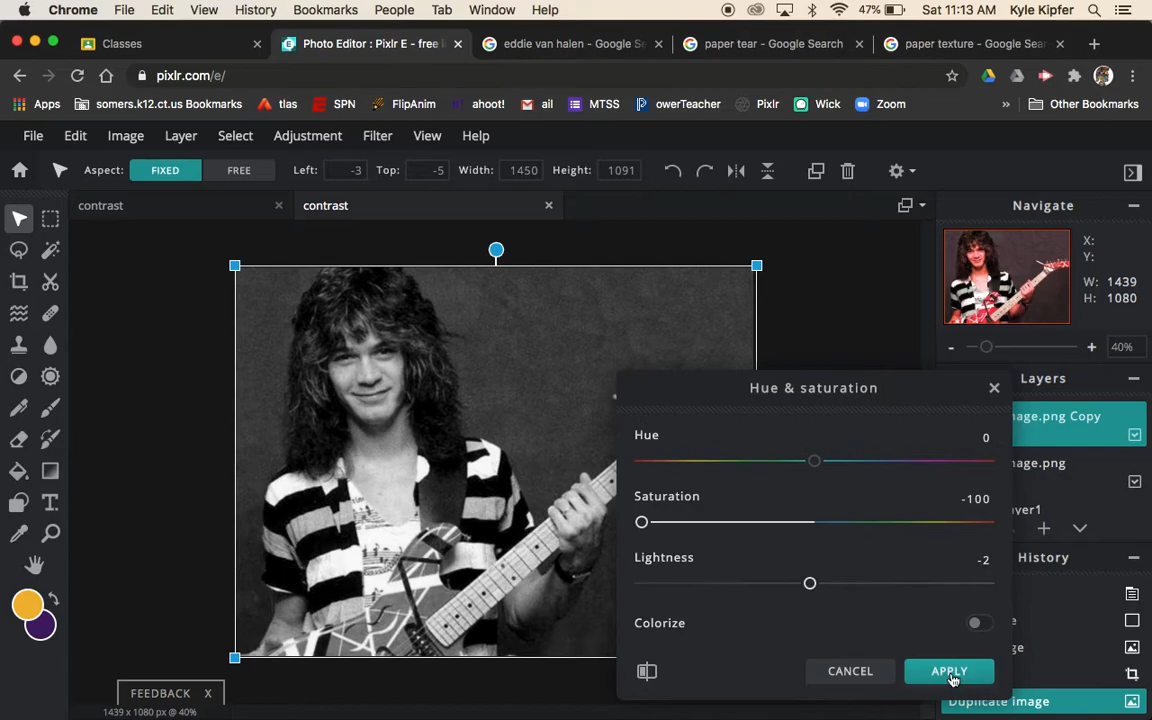 Chrome File Edit View History Bookmarks People Tab Window Help 47% Sat 11:13 AM Kyle Kipfer
Classes Photo Editor : Pixlr E - free eddie van halen - Google Se paper tear - Google Search paper texture - Google Sea
pixlr.com/e/
Apps somers.k12.ct.us Bookmarks tlas SPN FlipAnim ahoot! ail MTSS owerTeacher Pixlr Wick Zoom » Other Bookmarks
File Edit Image Layer Select Adjustment Filter View Help
Aspect: FIXED FREE Left: -3 Top: -5 Width: 1450 Height: 1091
contrast contrast Navigate
X:
Y:
W: 1439
H: 1080
- + 40%
Layers
Hue & saturation
nage.png Copy
Hue 0
nage.png
Saturation -100
ayer1
Lightness -2
History
Colorize
CANCEL APPLY
FEEDBACK X
Duplicate image
1439 x 1080 px @ 40%